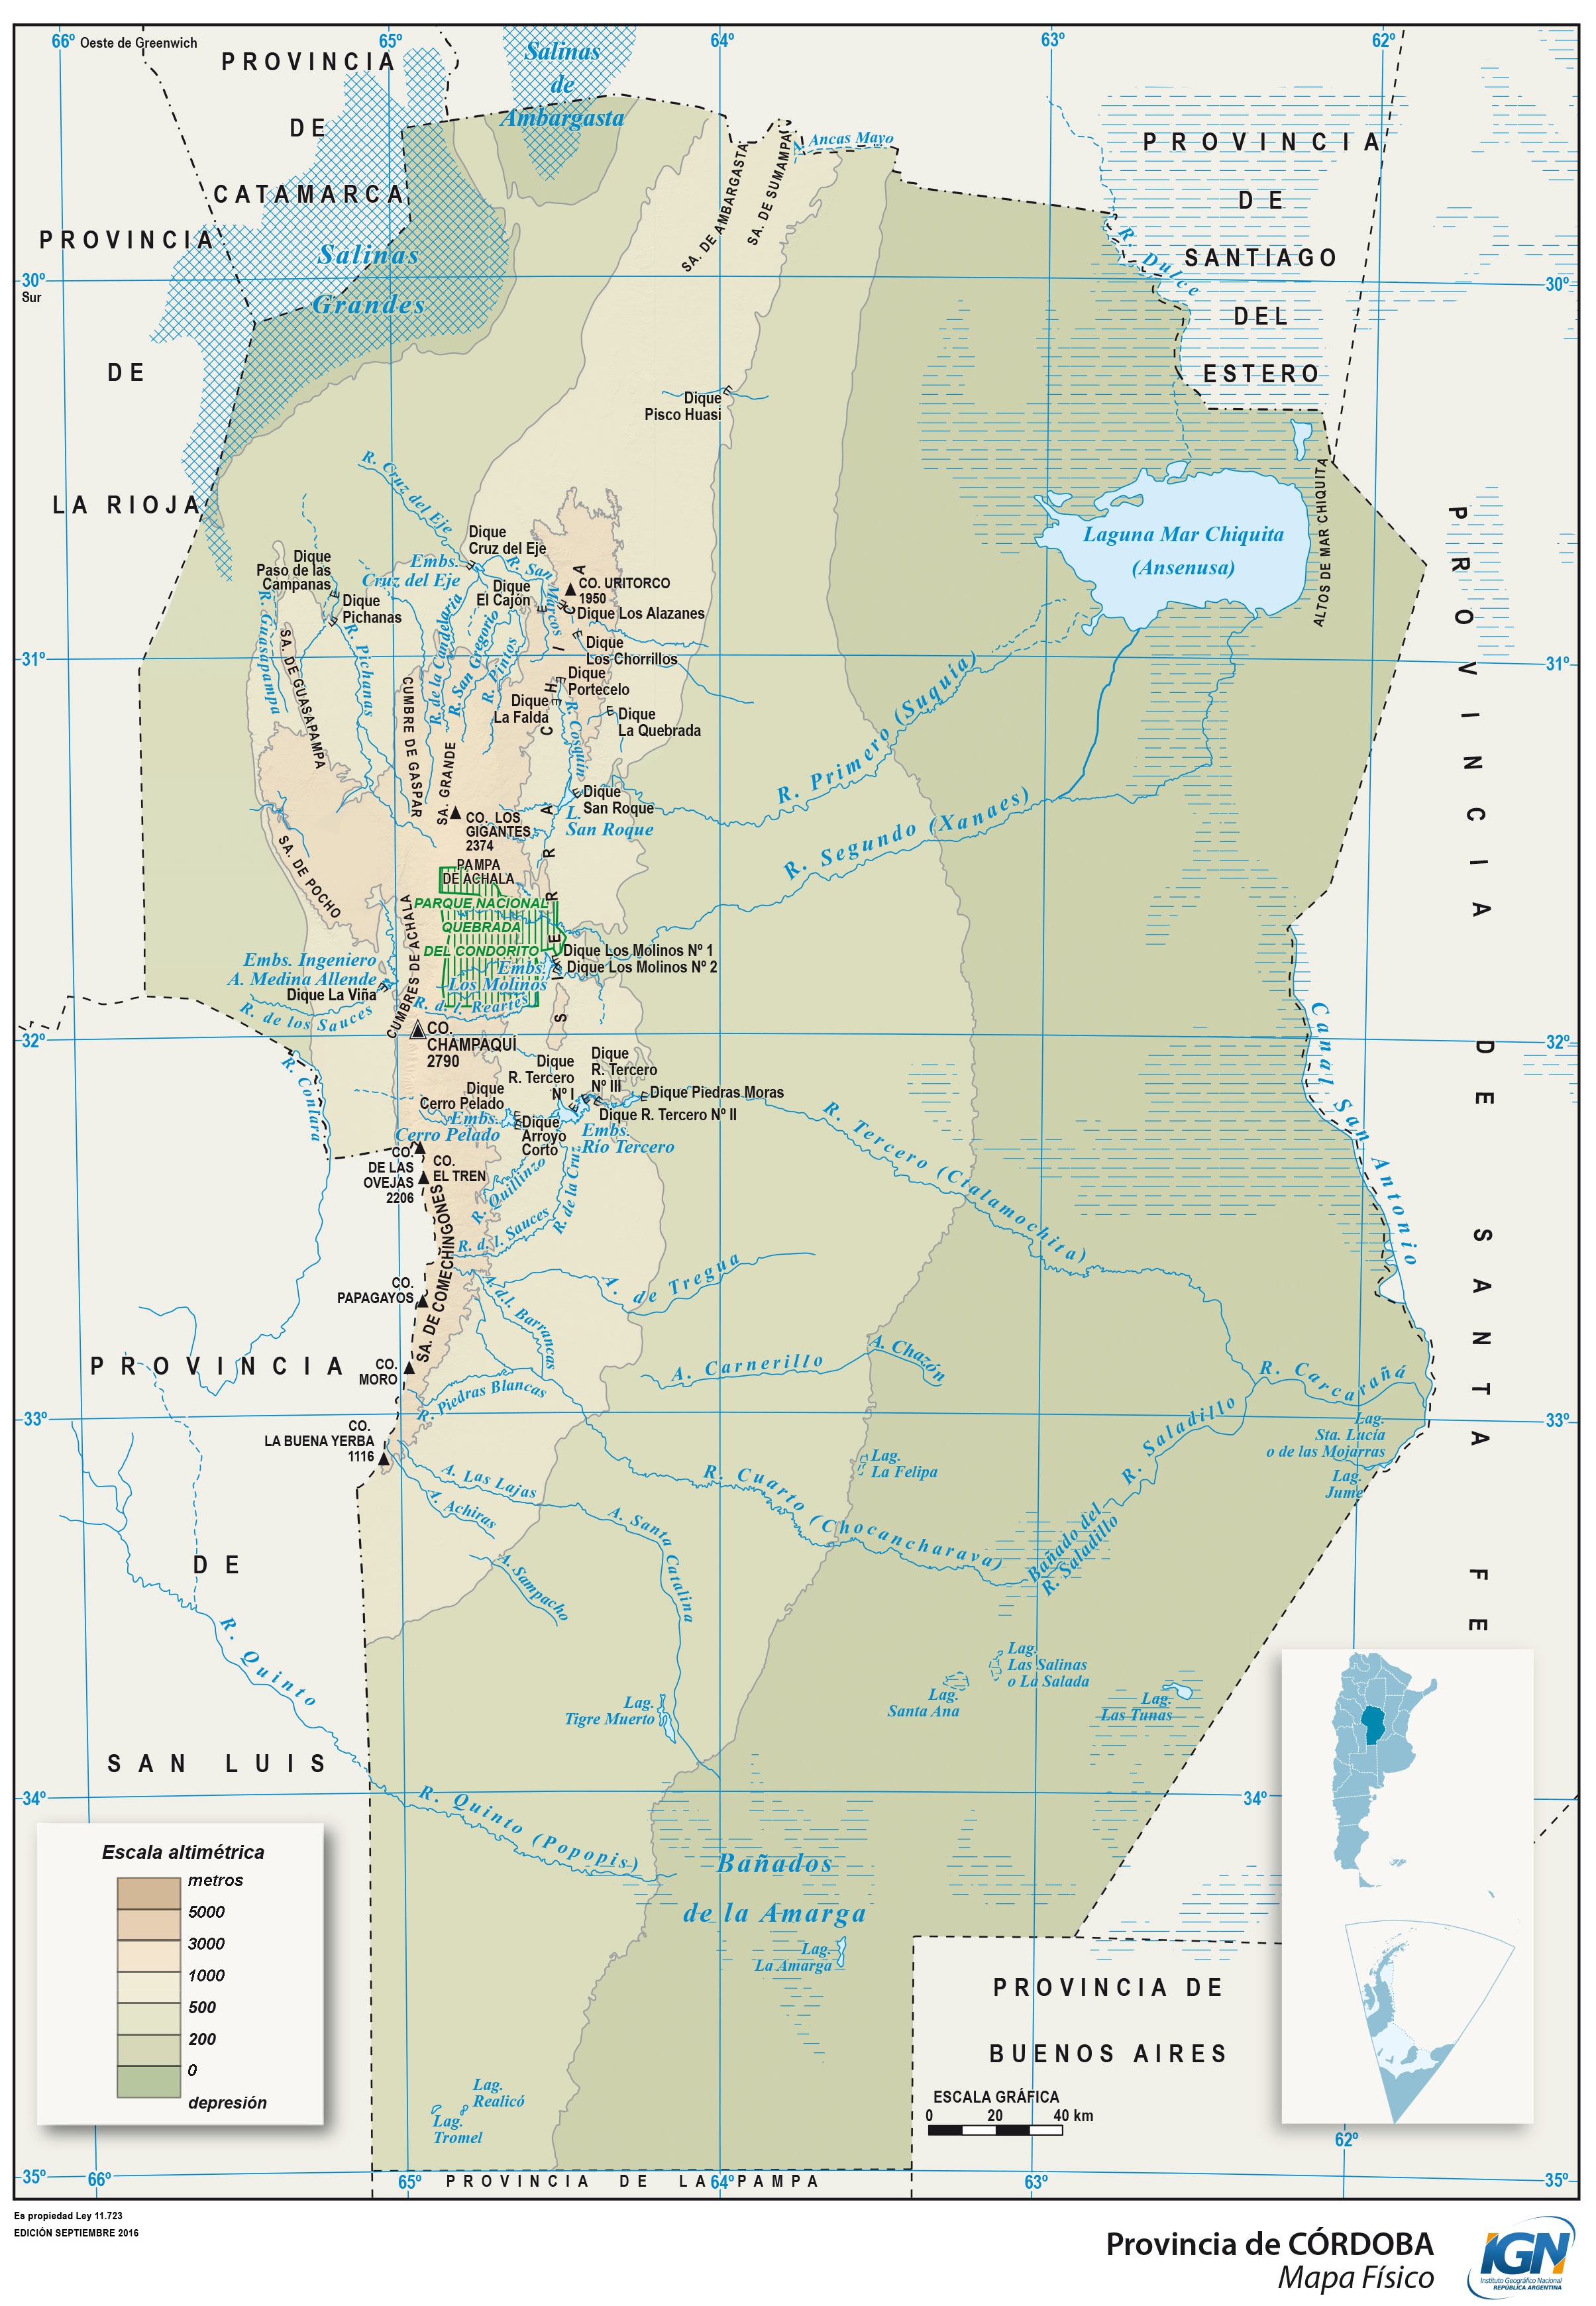 66º Oeste de Greenwich
65º
64º
63º
62º
PROVINCIA
DE
CATAMARCA
Salinas
de
Ambargasta
Ancas Mayo
PROVINCIA
DE
SANTIAGO
DEL
ESTERO
PROVINCIA
DE
LA RIOJA
Salinas
Grandes
SA. DE AMBARGASTA
SA. DE SUMAMPA
R. Dulce
30º
Sur
30º
Dique
Pisco Huasi
R. Cruz del Eje
Dique
Cruz del Eje
Embs.
Cruz del Eje
R. San Marcos
Dique
Paso de las
Campanas
Dique
Pichanas
Dique
El Cajón
CO. URITORCO
1950
Dique Los Alazanes
Dique
Los Chorrillos
Dique
Portecelo
Dique
La Falda
Dique
La Quebrada
R. Guasapampa
SA. DE GUASAPAMPA
R. Pichanas
CUMBRE DE GASPAR
R. de la Candelaria
R. San Gregorio
R. Pintos
SA. GRANDE
R. Cosquín
SIERRA CHICA
Laguna Mar Chiquita
(Ansenusa)
ALTOS DE MAR CHIQUITA
31º
31º
R. Primero (Suquía)
R. Segundo (Xanaes)
Dique
San Roque
L.
San Roque
CO. LOS
GIGANTES
2374
PAMPA
DE ACHALA
PARQUE NACIONAL
QUEBRADA
DEL CONDORITO
SA. DE POCHO
CUMBRES DE ACHALA
Dique Los Molinos Nº 1
Dique Los Molinos Nº 2
Embs.
Los Molinos
Embs. Ingeniero
A. Medina Allende
Dique La Viña
R. de los Sauces
R. d. l. Reartes
CO.
CHAMPAQUÍ
2790
32º
32º
R. Conlara
Dique
R. Tercero
Nº I
Dique
R. Tercero
Nº III
Dique Piedras Moras
Dique R. Tercero Nº II
Dique
Cerro Pelado
Embs.
Cerro Pelado
Dique
Arroyo
Corto
Embs.
Río Tercero
CO.
DE LAS
OVEJAS
2206
CO.
EL TREN
R. Quillinzo
R. de la Cruz
R. d. l. Sauces
R. Tercero (Ctalamochita)
Canal San Antonio
PROVINCIA DE SANTA FE
SA. DE COMECHINGONES
CO.
PAPAGAYOS
CO.
MORO
A. d.l. Barrancas
A. de Tregua
A. Carnerillo
A. Chazón
R. Piedras Blancas
R. Carcarañá
R. Saladillo
Lag.
Sta. Lucía
o de las Mojarras
Lag.
Jume
33º
33º
CO.
LA BUENA YERBA
1116
A. Las Lajas
A. Achiras
A. Santa Catalina
A. Sampacho
R. Cuarto (Chocancharava)
Lag.
La Felipa
Bañado del
R. Saladillo
PROVINCIA
DE
SAN LUIS
R. Quinto
Lag.
Tigre Muerto
Lag.
Santa Ana
Lag.
Las Salinas
o La Salada
Lag.
Las Tunas
34º
34º
R. Quinto (Popopis)
Bañados
de la Amarga
Lag.
La Amarga
Lag.
Realicó
Lag.
Tromel
PROVINCIA DE
BUENOS AIRES
ESCALA GRÁFICA
0 20 40 km
Escala altimétrica
metros
5000
3000
1000
500
200
0
depresión
35º
35º
66º
65º
PROVINCIA DE LA PAMPA
64º
63º
62º
Es propiedad Ley 11.723
EDICIÓN SEPTIEMBRE 2016
Provincia de CÓRDOBA
Mapa Físico
IGN
Instituto Geográfico Nacional
REPÚBLICA ARGENTINA